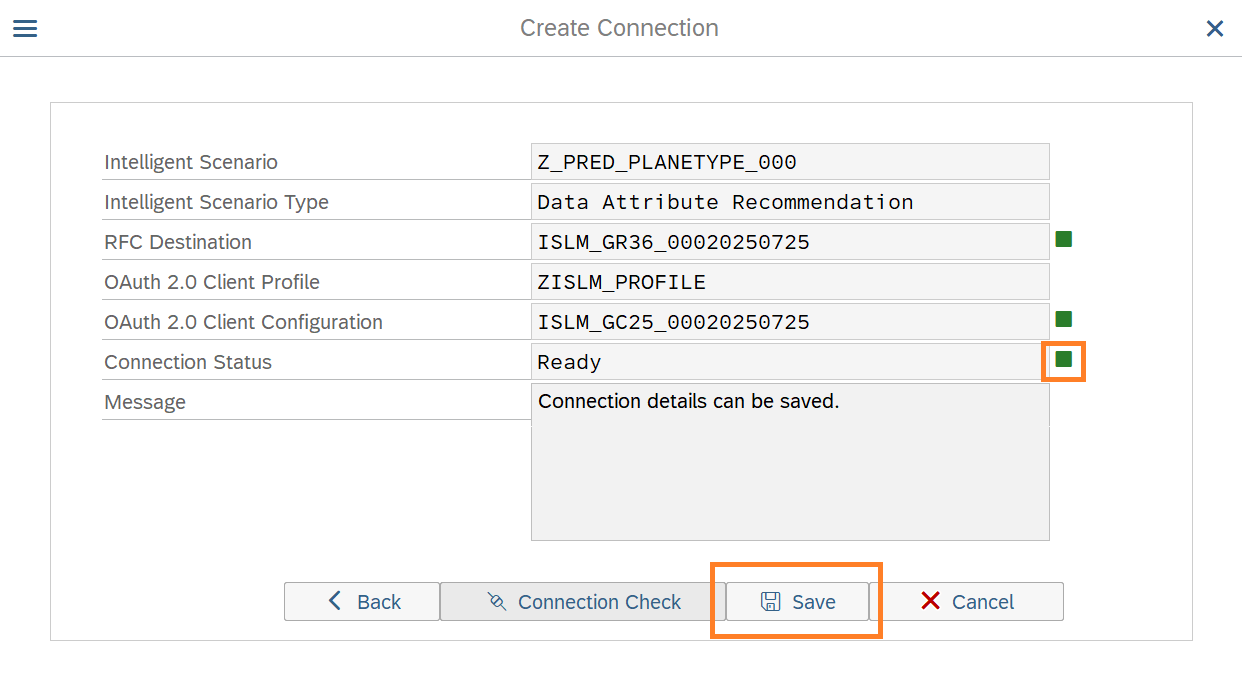 Create Connection
Intelligent Scenario Z_PRED_PLANETYPE_000
Intelligent Scenario Type Data Attribute Recommendation
RFC Destination ISLM_GR36_00020250725
OAuth 2.0 Client Profile ZISLM_PROFILE
OAuth 2.0 Client Configuration ISLM_GC25_00020250725
Connection Status Ready
Message Connection details can be saved.
Back Connection Check Save Cancel